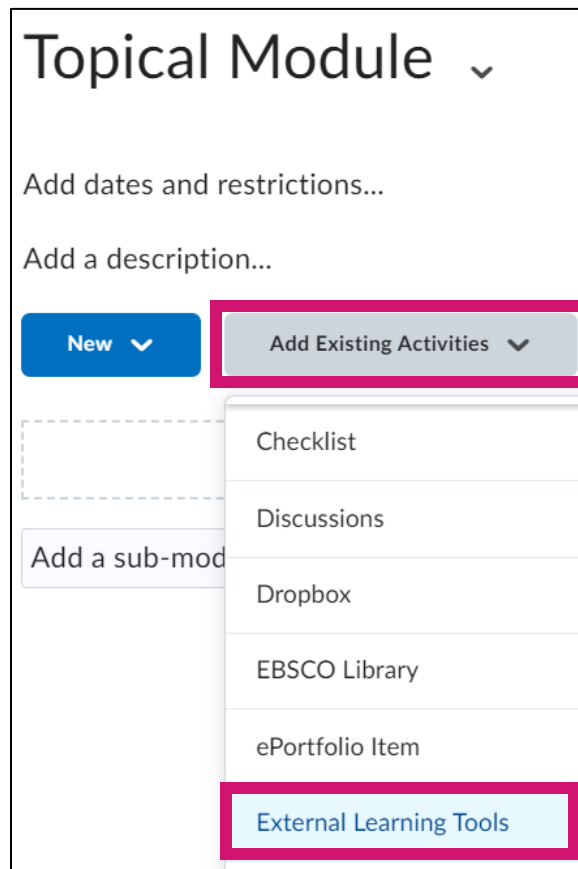 Topical Module
Add dates and restrictions...
Add a description...
New
Add Existing Activities
Checklist
Discussions
Add a sub-mod
Dropbox
EBSCO Library
ePortfolio Item
External Learning Tools